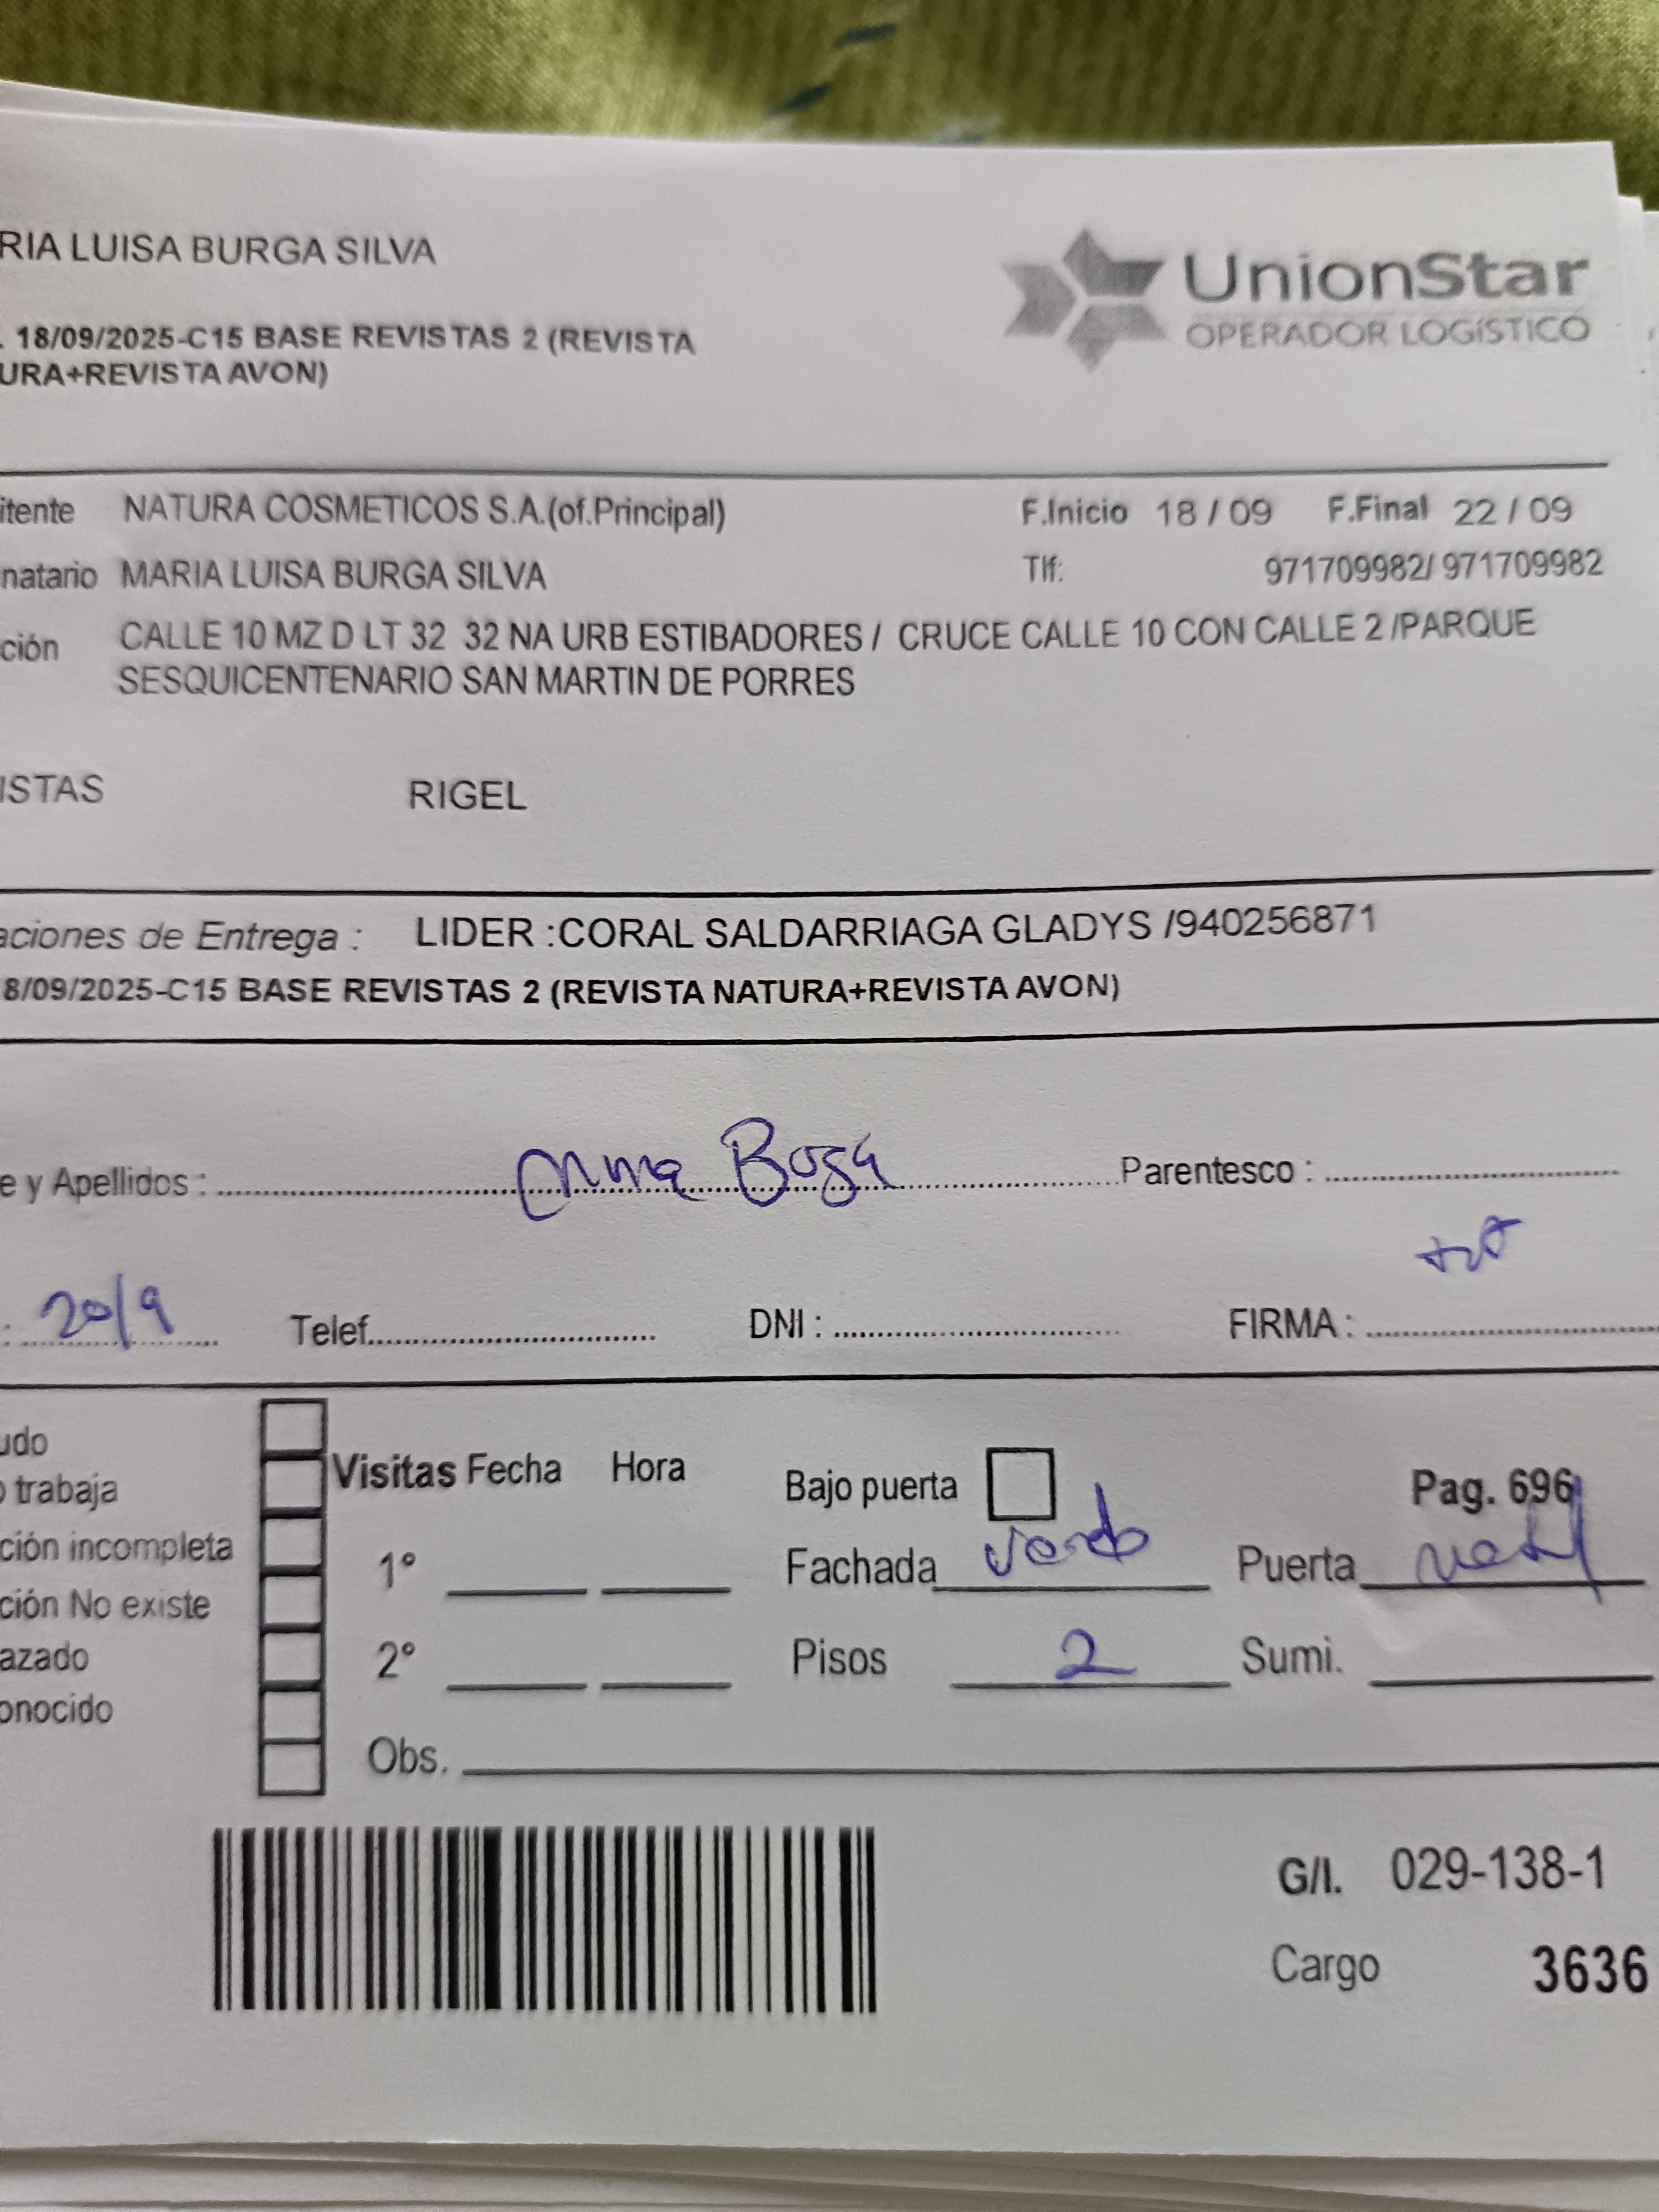 RIA LUISA BURGA SILVA
UnionStar
OPERADOR LOGÍSTICO
. 18/09/2025-C15 BASE REVISTAS 2 (REVISTA
URA+REVISTA AVON)
itente NATURA COSMETICOS S.A.(of.Principal) F.Inicio 18 / 09 F.Final 22 / 09
natario MARIA LUISA BURGA SILVA Tlf: 971709982/ 971709982
ción CALLE 10 MZ D LT 32 32 NA URB ESTIBADORES / CRUCE CALLE 10 CON CALLE 2 /PARQUE
SESQUICENTENARIO SAN MARTIN DE PORRES
ISTAS RIGEL
aciones de Entrega : LIDER :CORAL SALDARRIAGA GLADYS /940256871
8/09/2025-C15 BASE REVISTAS 2 (REVISTA NATURA+REVISTA AVON)
e y Apellidos : Parentesco :
: 20/9 Telef. DNI : FIRMA :
udo
o trabaja
ción incompleta
ción No existe
azado
onocido
Visitas Fecha Hora
1°
2°
Obs.
Bajo puerta Pag. 696
Fachada Puerta
Pisos 2 Sumi.
G/I. 029-138-1
Cargo 3636